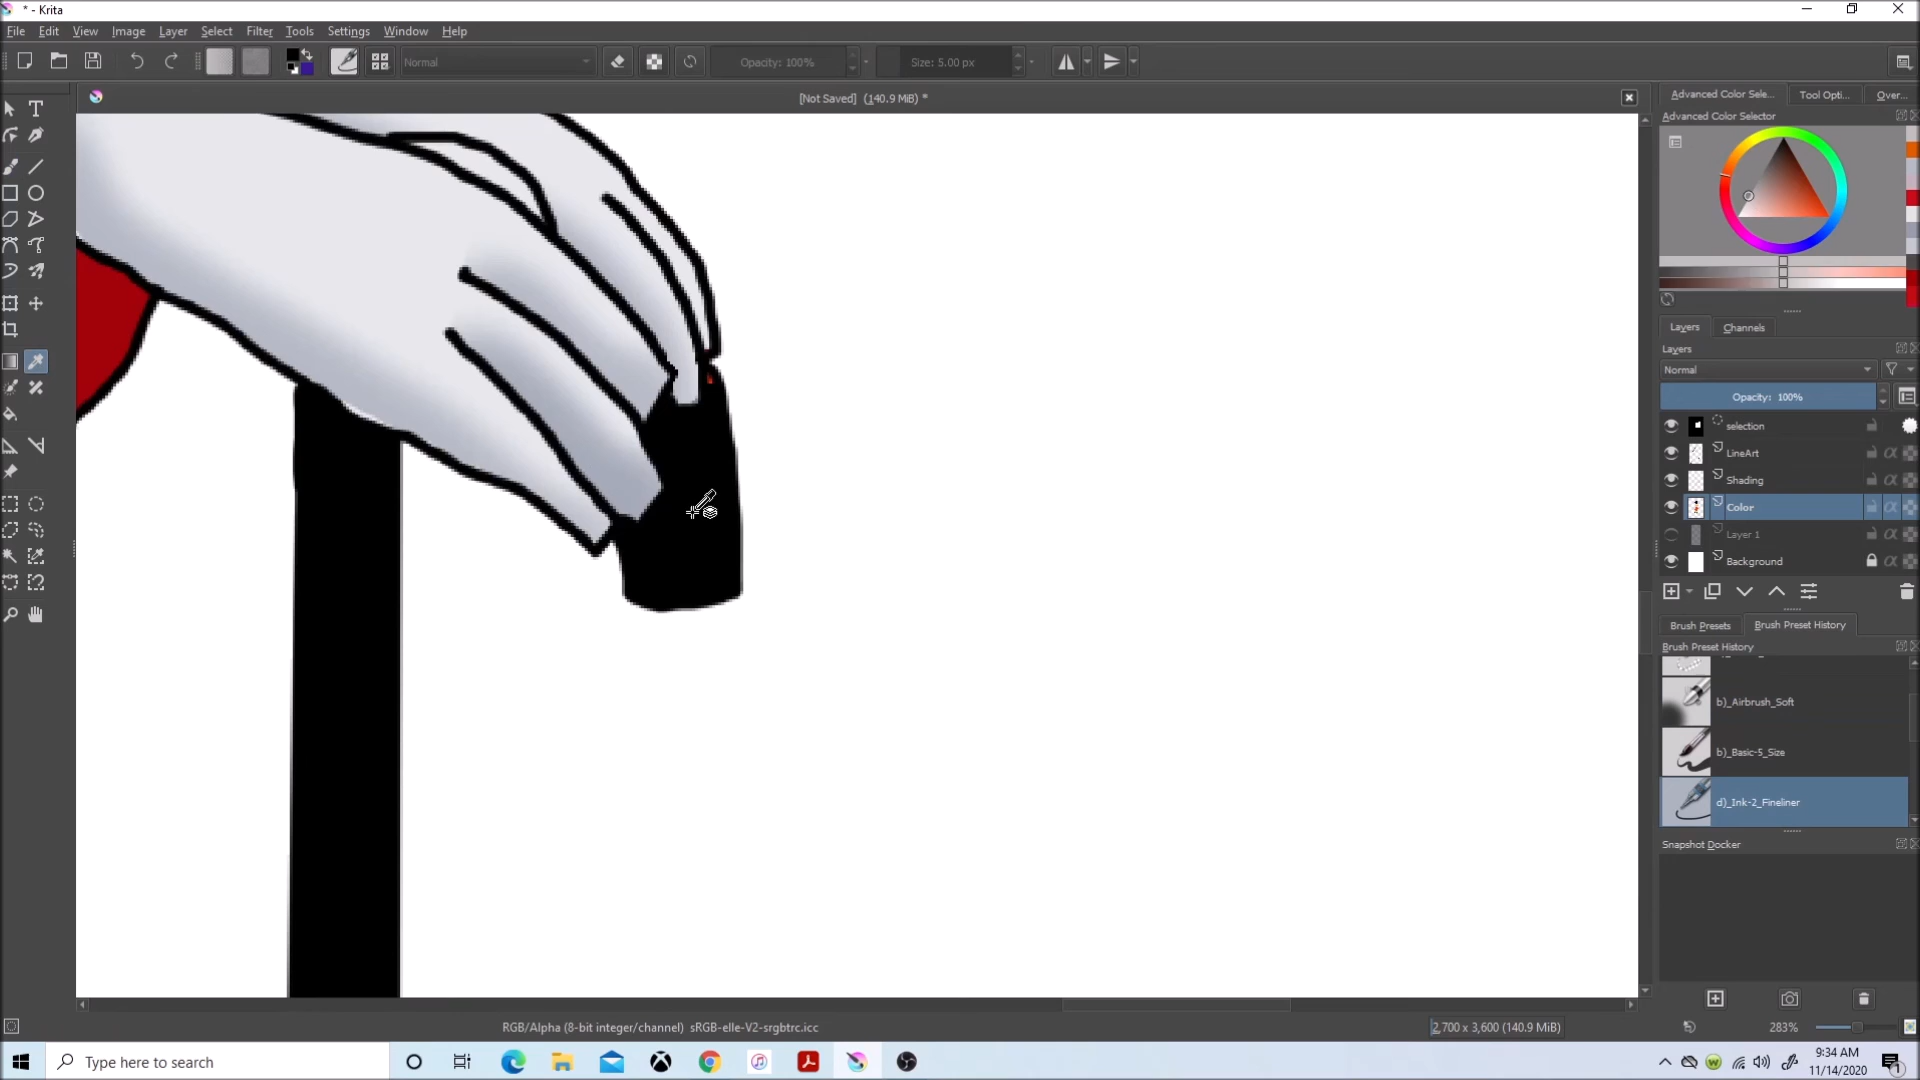 * - Krita
File Edit View Image Layer Select Filter Tools Settings Window Help
Normal Opacity: 100% Size: 5.00 px
[Not Saved] (140.9 MiB) *
Advanced Color Sele... Tool Opti... Over...
Advanced Color Selector
Layers Channels
Layers
Normal
Opacity: 100%
selection
LineArt
Shading
Color
Layer 1
Background
Brush Presets Brush Preset History
Brush Preset History
b)_Airbrush_Soft
b)_Basic-5_Size
d)_Ink-2_Fineliner
Snapshot Docker
RGB/Alpha (8-bit integer/channel) sRGB-elle-V2-srgbtrc.icc
2,700 x 3,600 (140.9 MiB)
283%
Type here to search
9:34 AM
11/14/2020